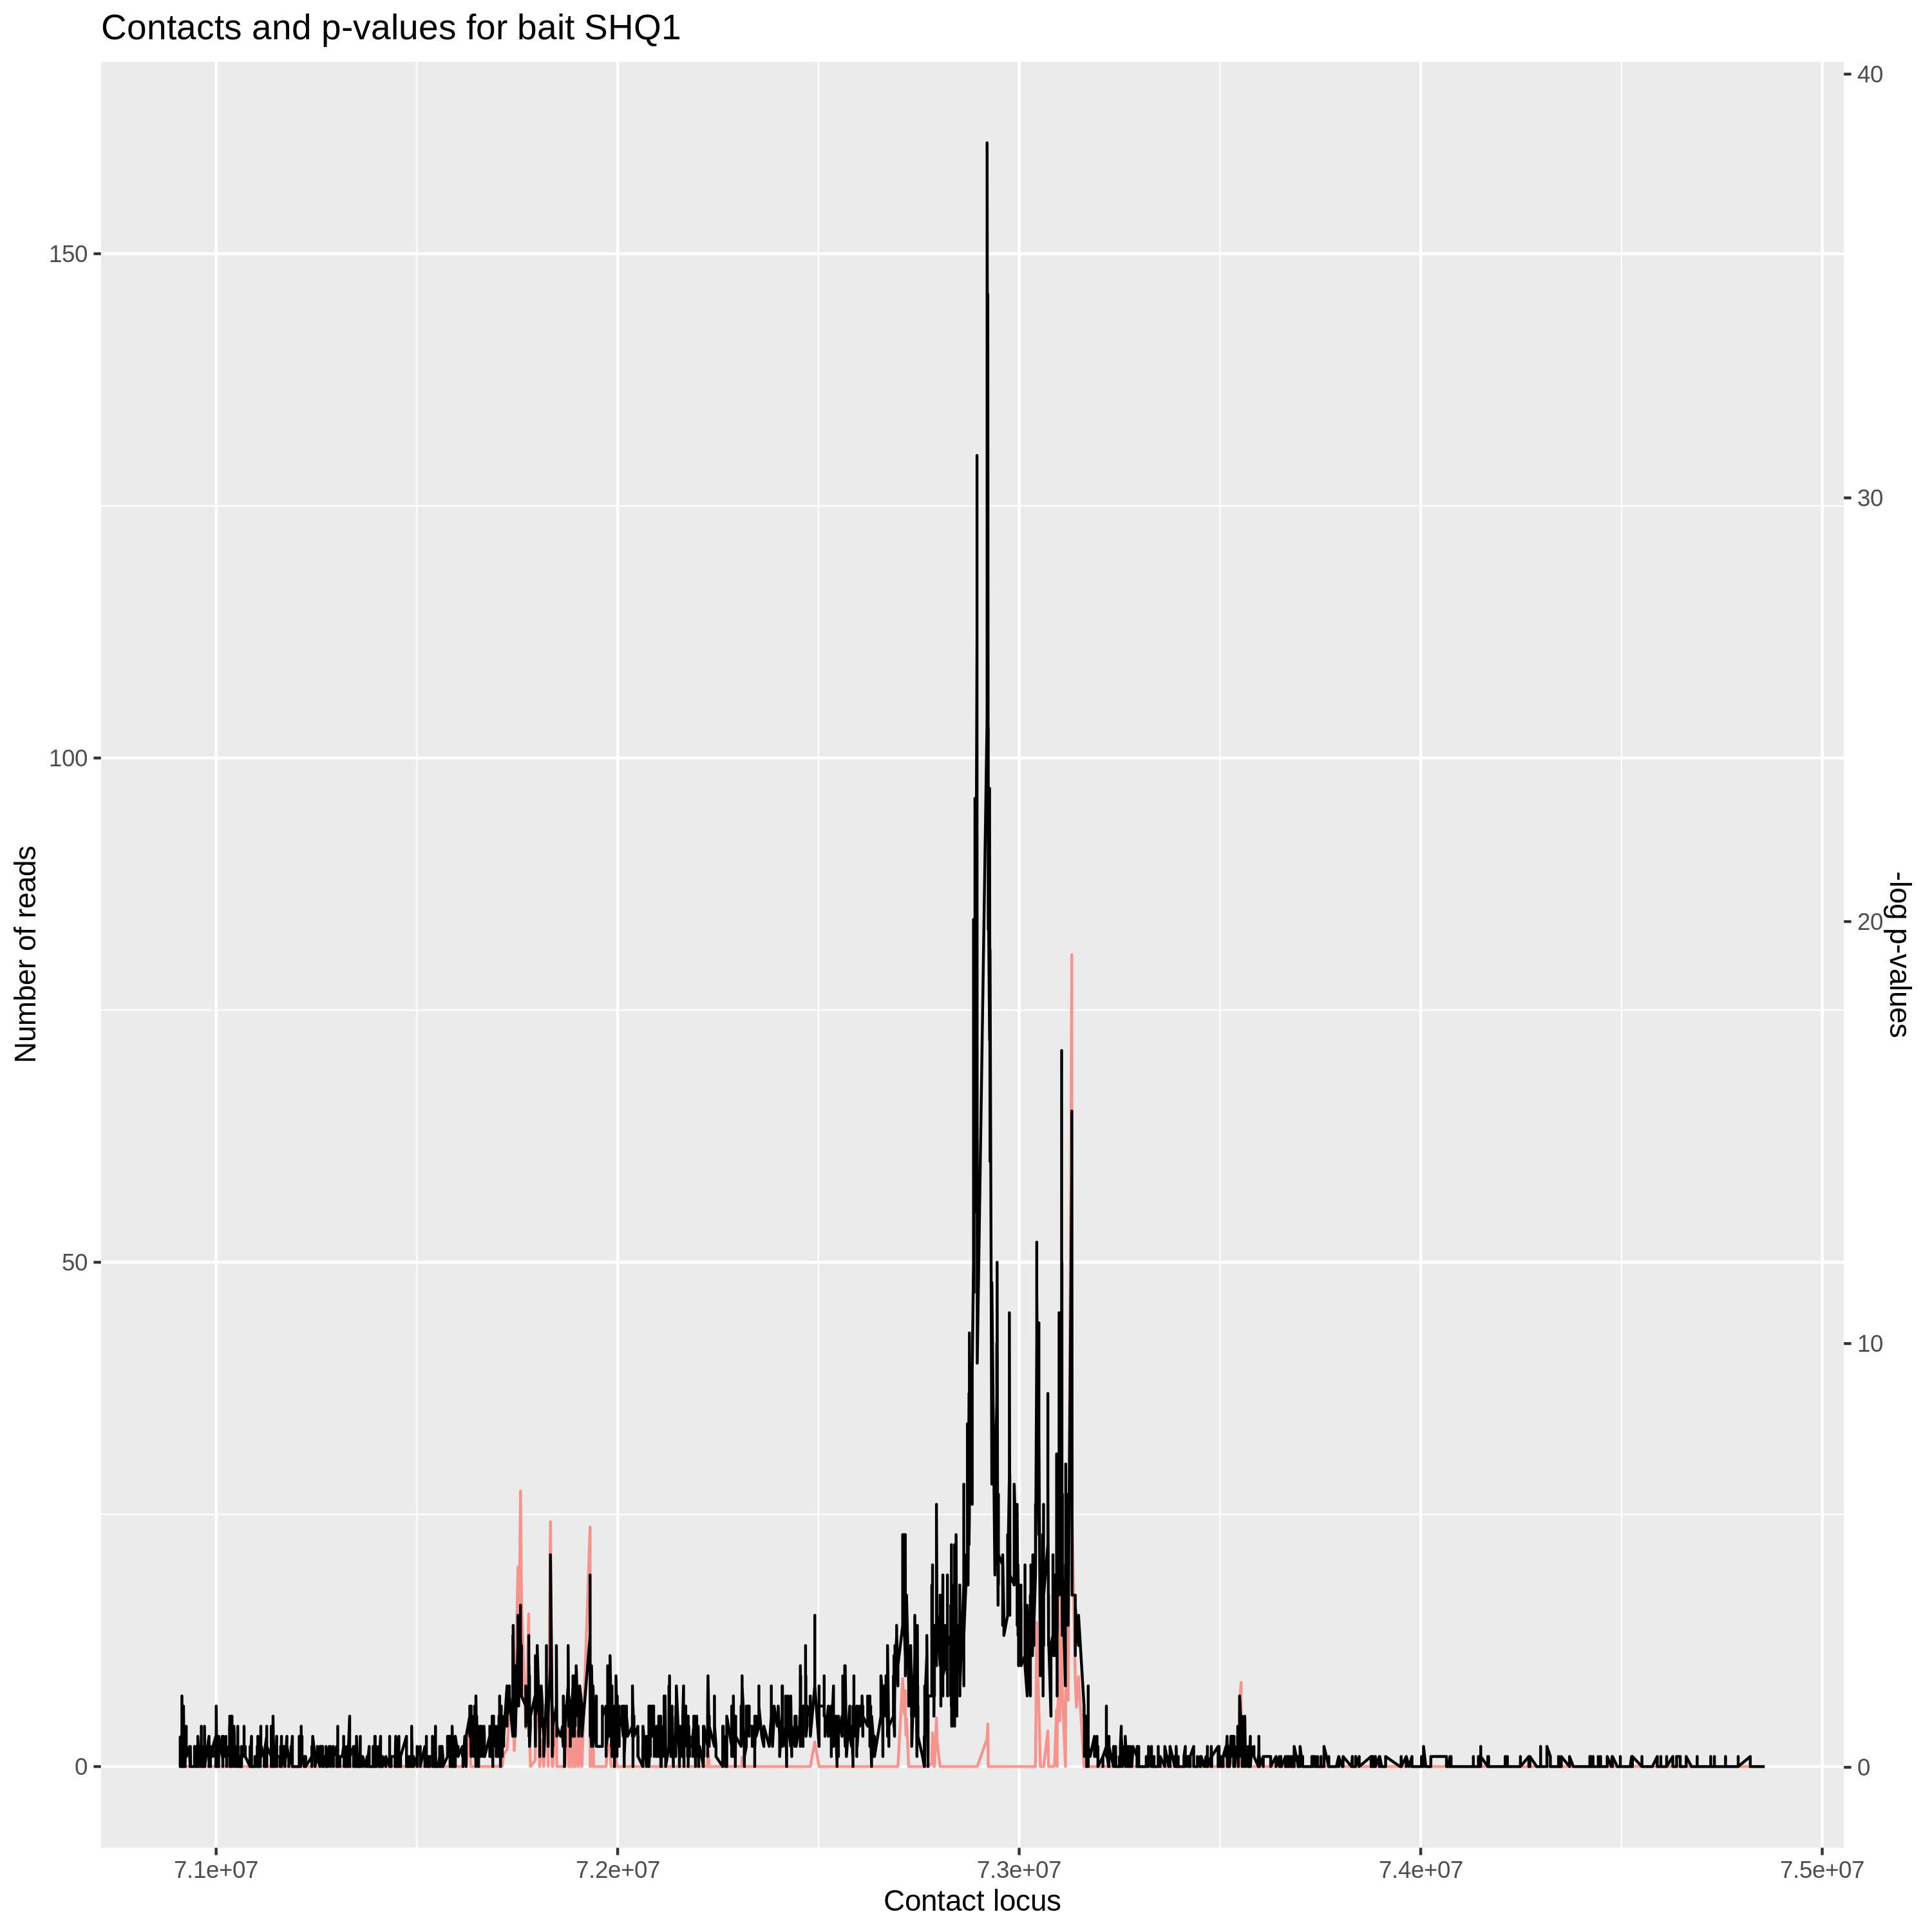 Contacts and p-values for bait SHQ1
40
150
30
100
Number of reads
20
-log p-values
50
10
0
0
7.1e+07
7.2e+07
7.3e+07
7.4e+07
7.5e+07
Contact locus